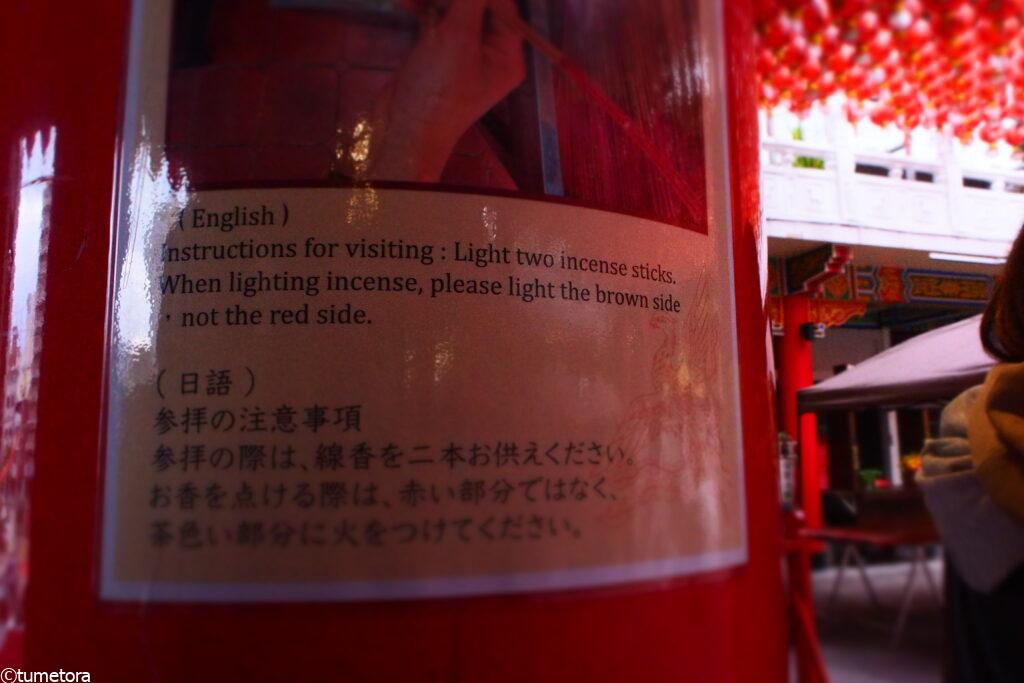 ( English )
Instructions for visiting : Light two incense sticks.
When lighting incense, please light the brown side
, not the red side.
( 日語 )
参拝の注意事項
参拝の際は、線香を二本お供えください。
お香を点ける際は、赤い部分ではなく、
茶色い部分に火をつけてください。
©tumetora